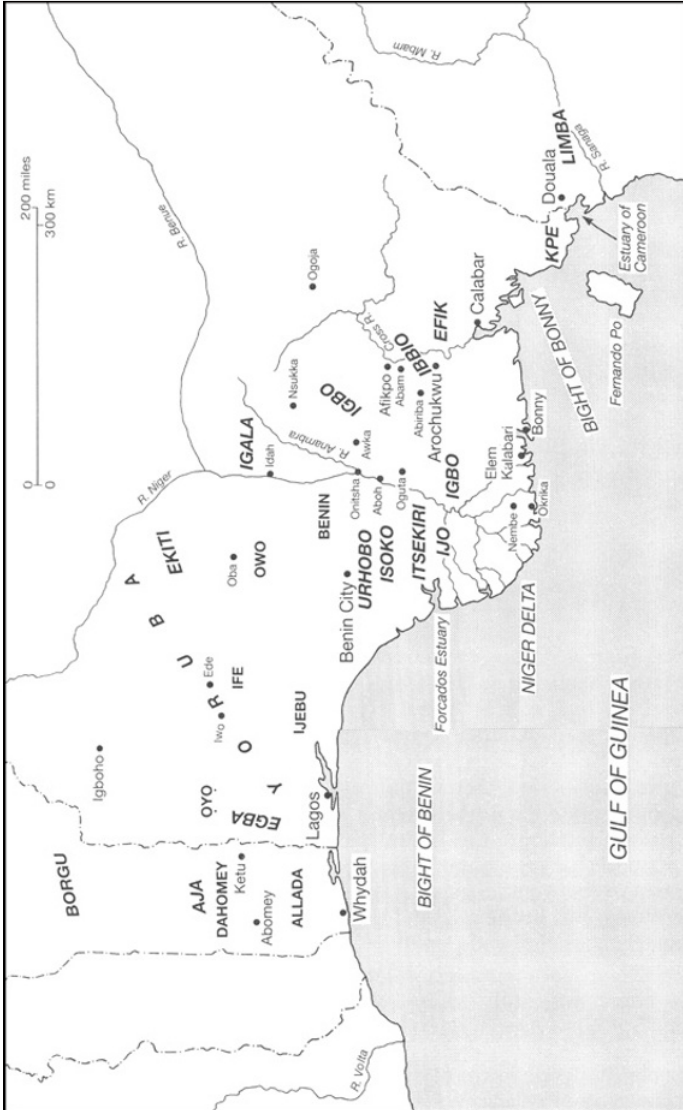 BORGU
Igboho
Y O R U B A
OYO
EGBA
Iwo
Ede
IFE
EKITI
Oba
OWO
IJEBU
AJA
DAHOMEY
Ketu
Abomey
ALLADA
Whydah
Lagos
R. Volta
R. Niger
R. Benue
0
200 miles
0
300 km
IGALA
Idah
Nsukka
Ogoja
R. Anambra
IGBO
Awka
BENIN
Onitsha
Benin City
URHOBO
ISOKO
Aboh
Oguta
ITSEKIRI
IJO
IGBO
Afikpo
Cross R.
Abam
IBBIO
Abiriba
Arochukwu
EFIK
Calabar
Elem
Kalabari
Bonny
Nembe
Okrika
Forcados Estuary
NIGER DELTA
BIGHT OF BENIN
GULF OF GUINEA
BIGHT OF BONNY
Fernando Po
KPE
Estuary of
Cameroon
Douala
LIMBA
R. Sanaga
R. Mbam